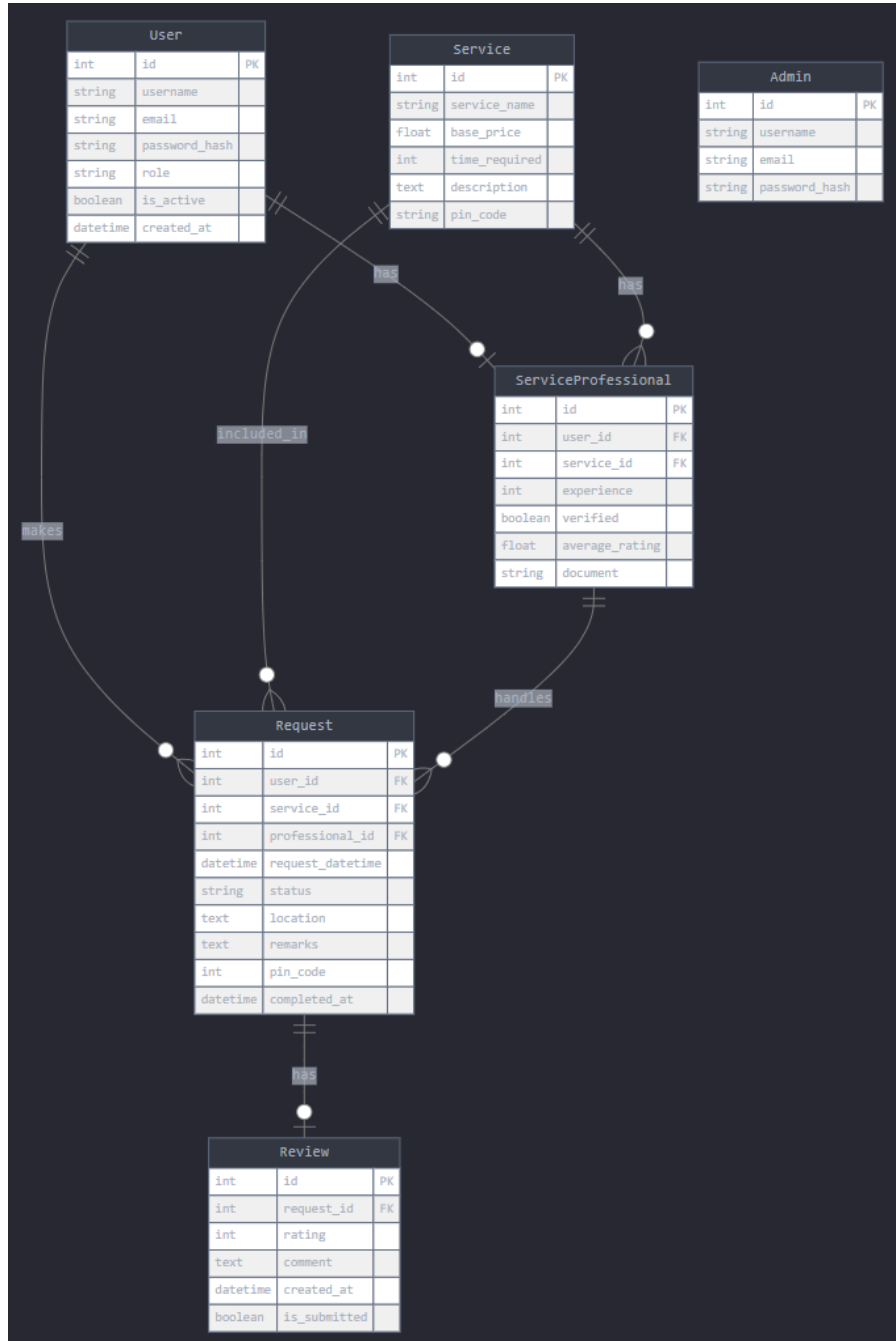 User
int id PK
string username
string email
string password_hash
string role
boolean is_active
datetime created_at
Service
int id PK
string service_name
float base_price
int time_required
text description
string pin_code
Admin
int id PK
string username
string email
string password_hash
has
has
included_in
makes
ServiceProfessional
int id PK
int user_id FK
int service_id FK
int experience
boolean verified
float average_rating
string document
handles
Request
int id PK
int user_id FK
int service_id FK
int professional_id FK
datetime request_datetime
string status
text location
text remarks
int pin_code
datetime completed_at
has
Review
int id PK
int request_id FK
int rating
text comment
datetime created_at
boolean is_submitted